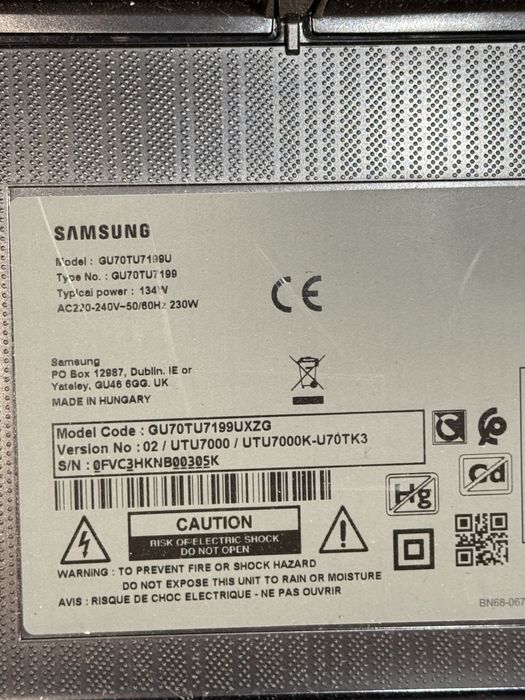 SAMSUNG
Model : GU70TU7199U
Type No. : GU70TU7199
Typical power : 134W
AC220-240V~50/60Hz 230W
CE
Samsung
PO Box 12987, Dublin. IE or
Yateley, GU46 6GG. UK
MADE IN HUNGARY
Model Code : GU70TU7199UXZG
Version No : 02 / UTU7000 / UTU7000K-U70TK3
S/N : 0FVC3HKNB00305K
Hg
Cd
CAUTION
RISK OF ELECTRIC SHOCK
DO NOT OPEN
WARNING : TO PREVENT FIRE OR SHOCK HAZARD
DO NOT EXPOSE THIS UNIT TO RAIN OR MOISTURE
AVIS : RISQUE DE CHOC ELECTRIQUE - NE PAS OUVRIR
BN68-067